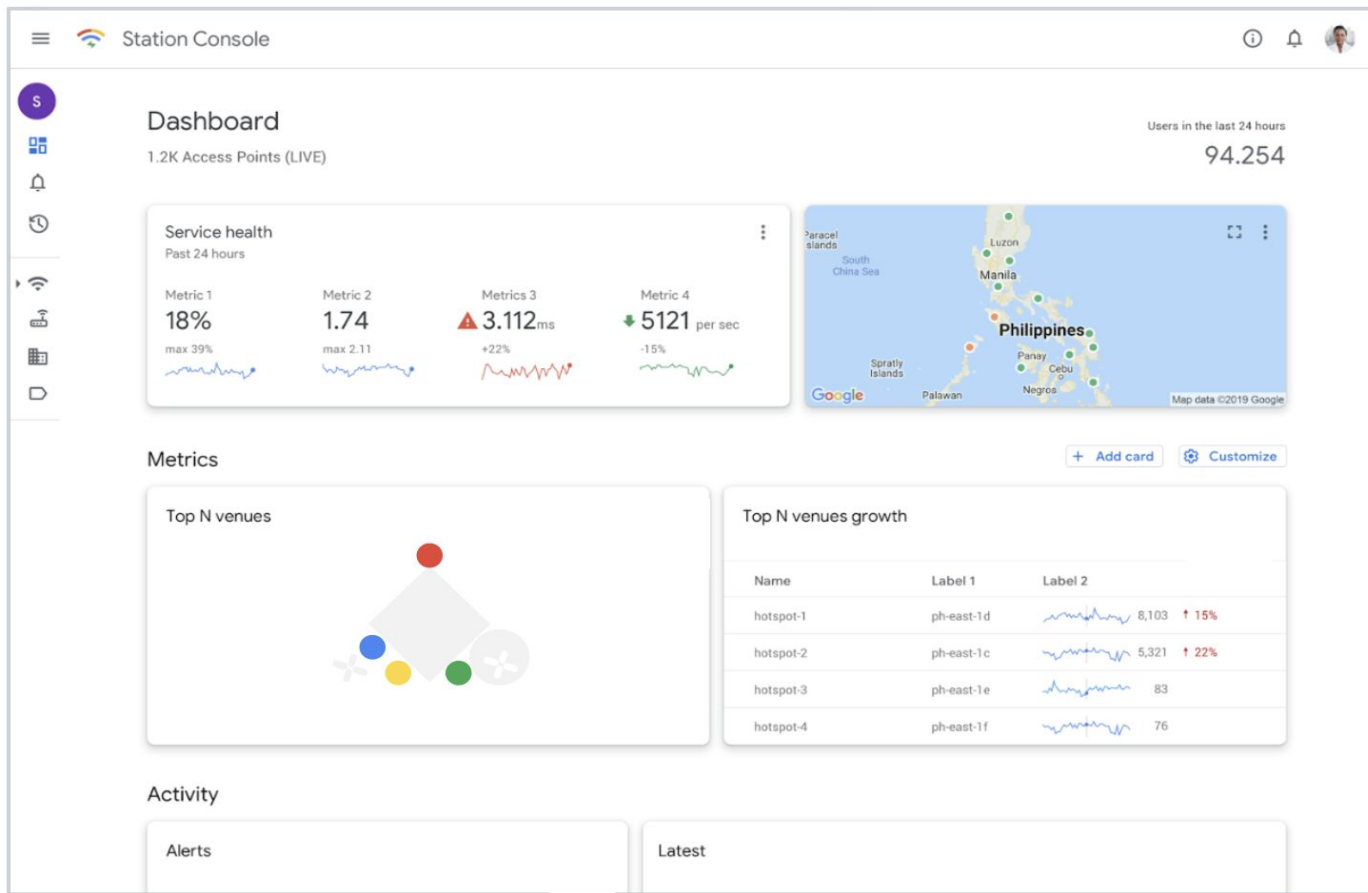 Station Console
S
Dashboard
1.2K Access Points (LIVE)
Users in the last 24 hours
94.254
Service health
Past 24 hours
Metric 1
18%
max 39%
Metric 2
1.74
max 2.11
Metrics 3
3.112ms
+22%
Metric 4
5121 per sec
-15%
Paracel
slands
South
China Sea
Luzon
Manila
Philippines
Panay
Cebu
Negros
Spratly
Islands
Palawan
Google
Map data ©2019 Google
Metrics
+ Add card
Customize
Top N venues
Top N venues growth
Name Label 1 Label 2
hotspot-1 ph-east-1d 8,103 ↑ 15%
hotspot-2 ph-east-1c 5,321 ↑ 22%
hotspot-3 ph-east-1e 83
hotspot-4 ph-east-1f 76
Activity
Alerts
Latest